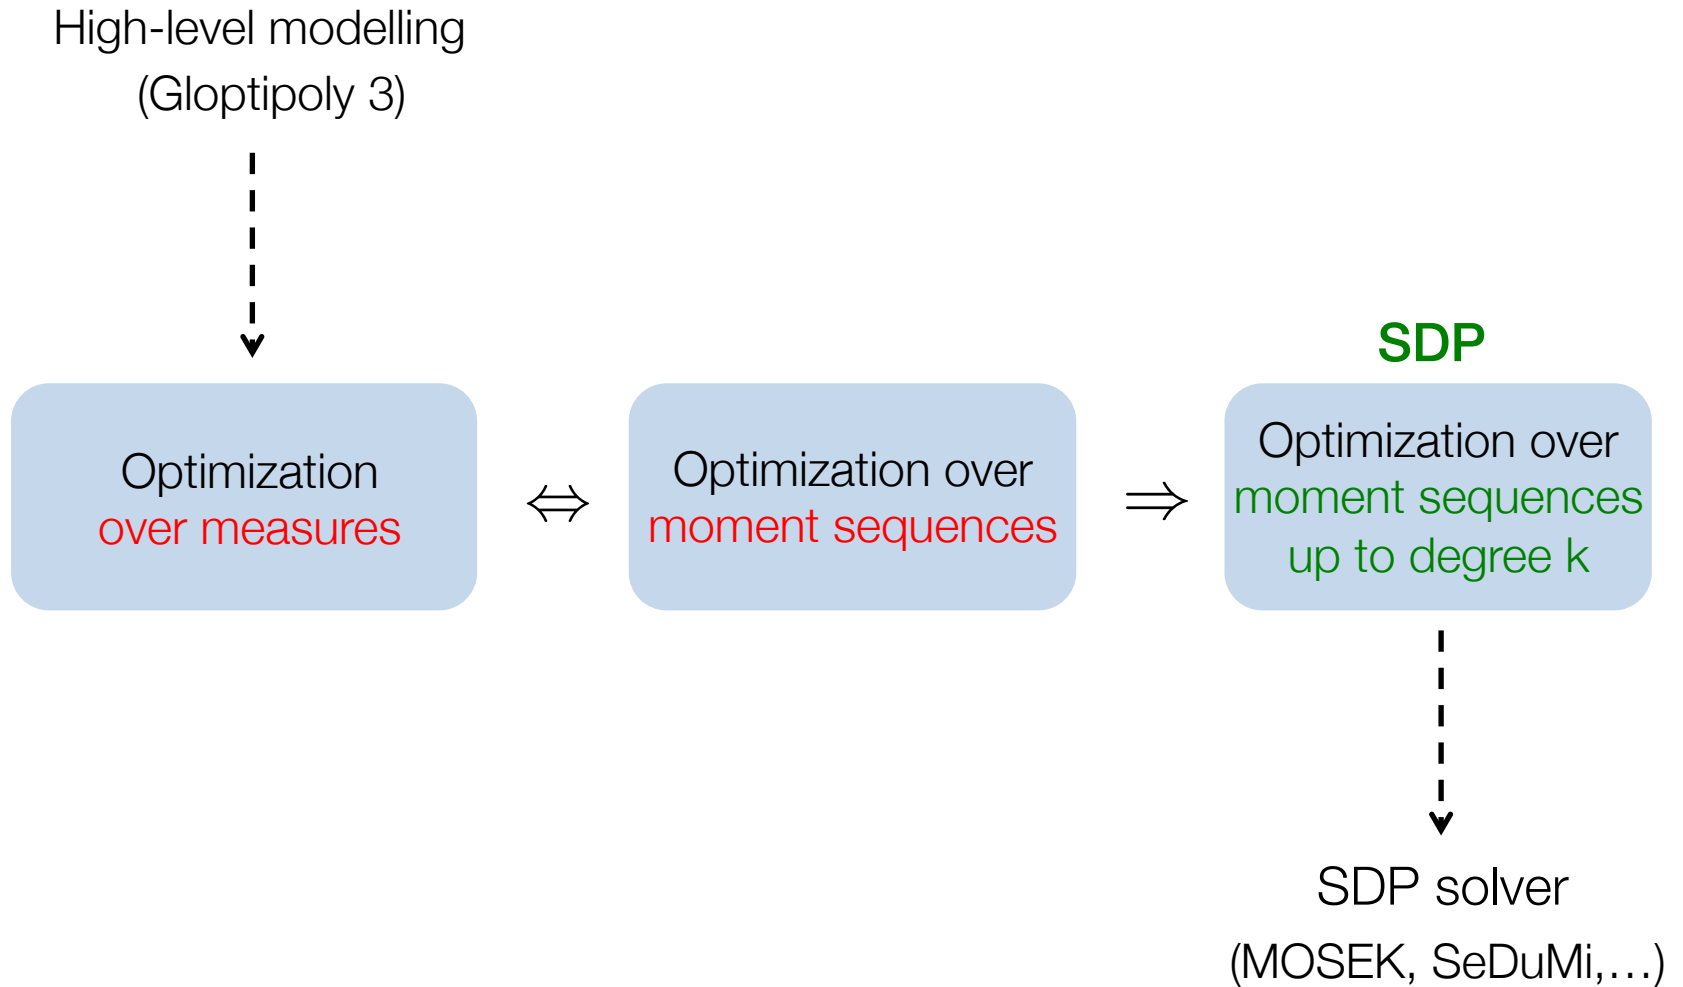 High-level modelling
(Gloptipoly 3)
Optimization
over measures
⇔
Optimization over
moment sequences
⇒
SDP
Optimization over
moment sequences
up to degree k
SDP solver
(MOSEK, SeDuMi,…)